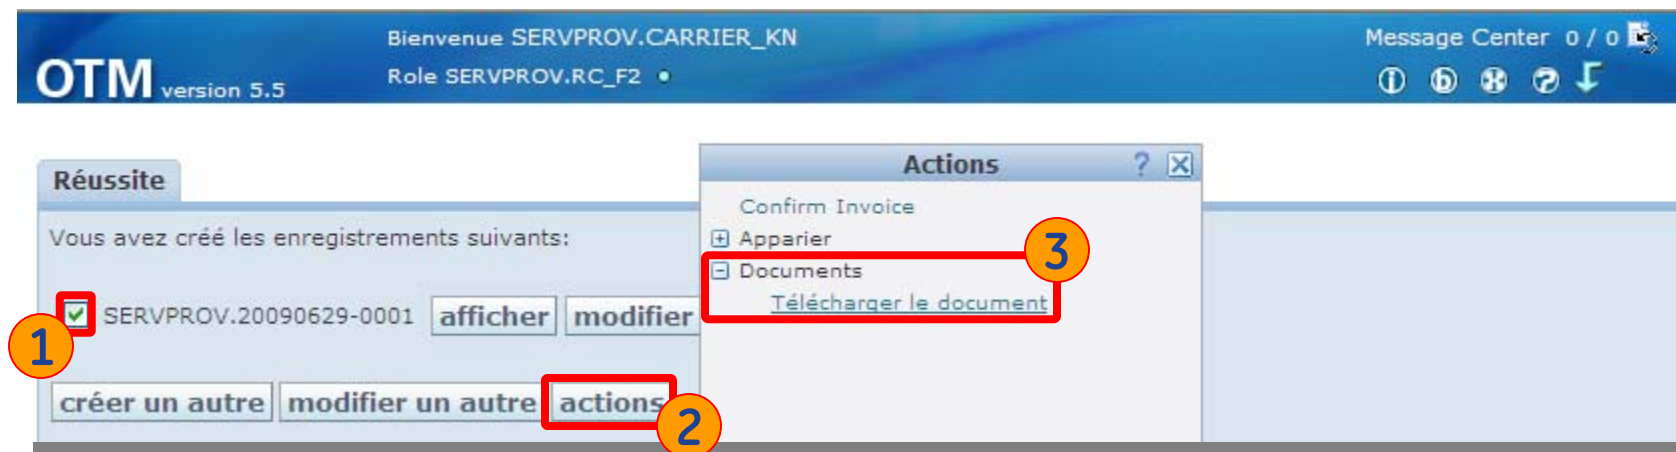 Bienvenue SERVPROV.CARRIER_KN
Message Center 0 / 0
OTM version 5.5
Role SERVPROV.RC_F2
Actions
?
Réussite
Confirm Invoice
Vous avez créé les enregistrements suivants:
Apparier
3
Documents
Télécharger le document
SERVPROV.20090629-0001 afficher modifier
1
créer un autre modifier un autre actions
2